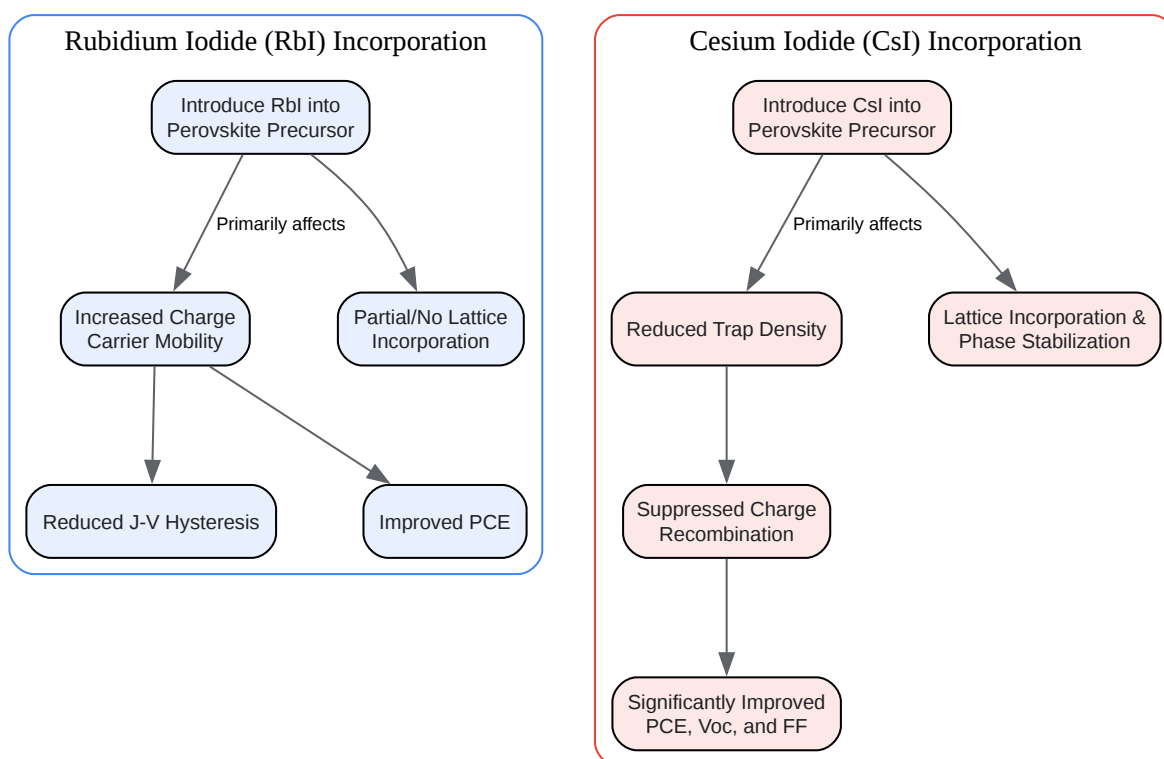 Rubidium Iodide (RbI) Incorporation
Introduce RbI into
Perovskite Precursor
Primarily affects
Increased Charge
Carrier Mobility
Partial/No Lattice
Incorporation
Reduced J-V Hysteresis
Improved PCE
Cesium Iodide (CsI) Incorporation
Introduce CsI into
Perovskite Precursor
Primarily affects
Reduced Trap Density
Lattice Incorporation &
Phase Stabilization
Suppressed Charge
Recombination
Significantly Improved
PCE, Voc, and FF